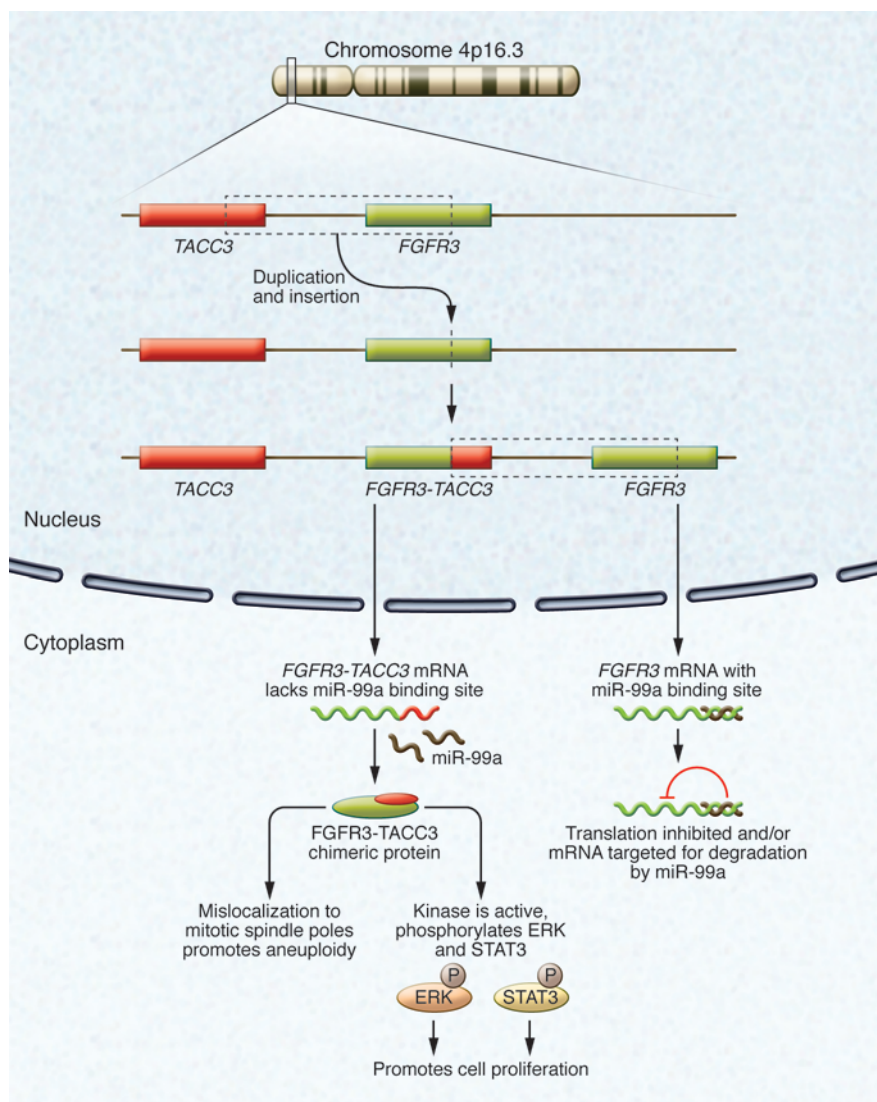 Chromosome 4p16.3
TACC3
FGFR3
Duplication
and insertion
TACC3
FGFR3-TACC3
FGFR3
Nucleus
Cytoplasm
FGFR3-TACC3 mRNA
lacks miR-99a binding site
FGFR3 mRNA with
miR-99a binding site
miR-99a
FGFR3-TACC3
chimeric protein
Translation inhibited and/or
mRNA targeted for degradation
by miR-99a
Mislocalization to
mitotic spindle poles
promotes aneuploidy
Kinase is active,
phosphorylates ERK
and STAT3
P
P
ERK
STAT3
Promotes cell proliferation